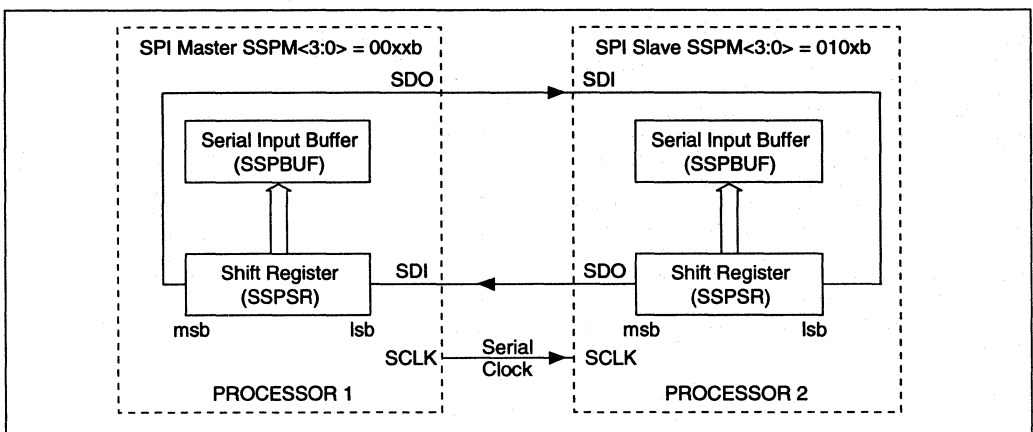 SPI Master SSPM<3:0> = 00xxb
SDO
Serial Input Buffer
(SSPBUF)
Shift Register
(SSPSR)
msb
lsb
SDI
SCLK
PROCESSOR 1
Serial
Clock
SPI Slave SSPM<3:0> = 010xb
SDI
Serial Input Buffer
(SSPBUF)
SDO
Shift Register
(SSPSR)
msb
lsb
SCLK
PROCESSOR 2